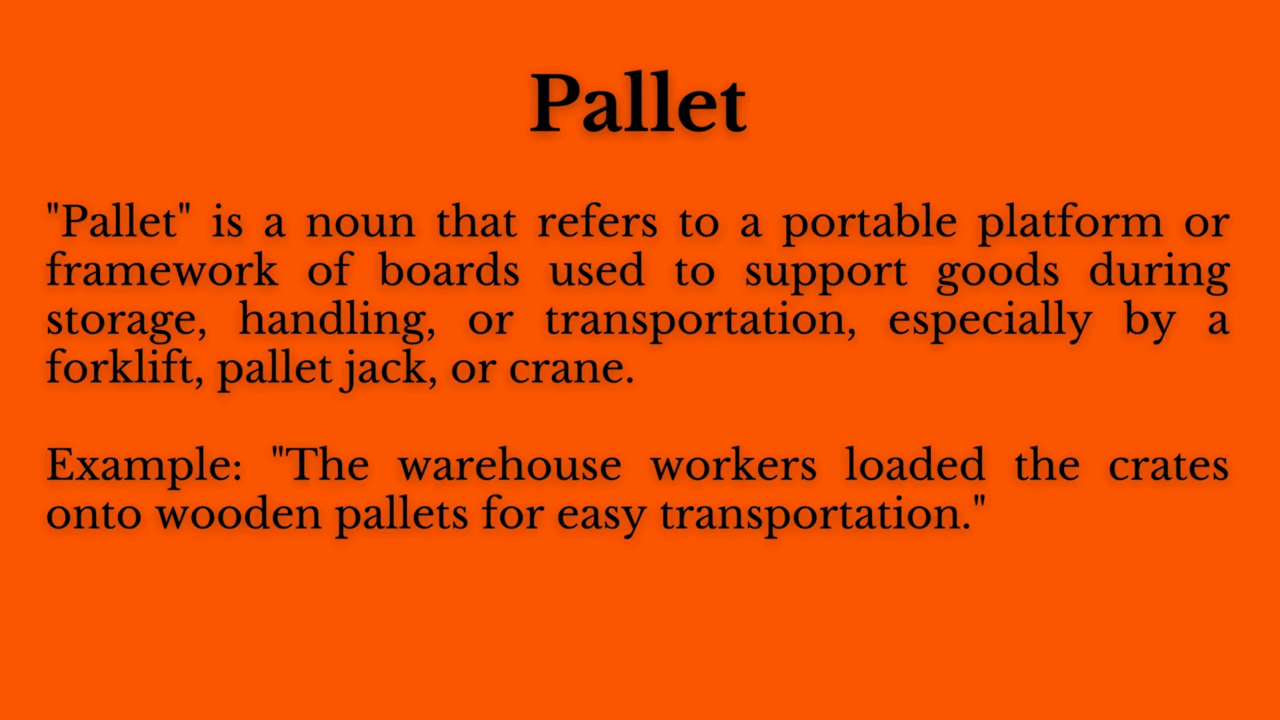 Pallet
"Pallet" is a noun that refers to a portable platform or
framework of boards used to support goods during
storage, handling, or transportation, especially by a
forklift, pallet jack, or crane.
Example: "The warehouse workers loaded the crates
onto wooden pallets for easy transportation."